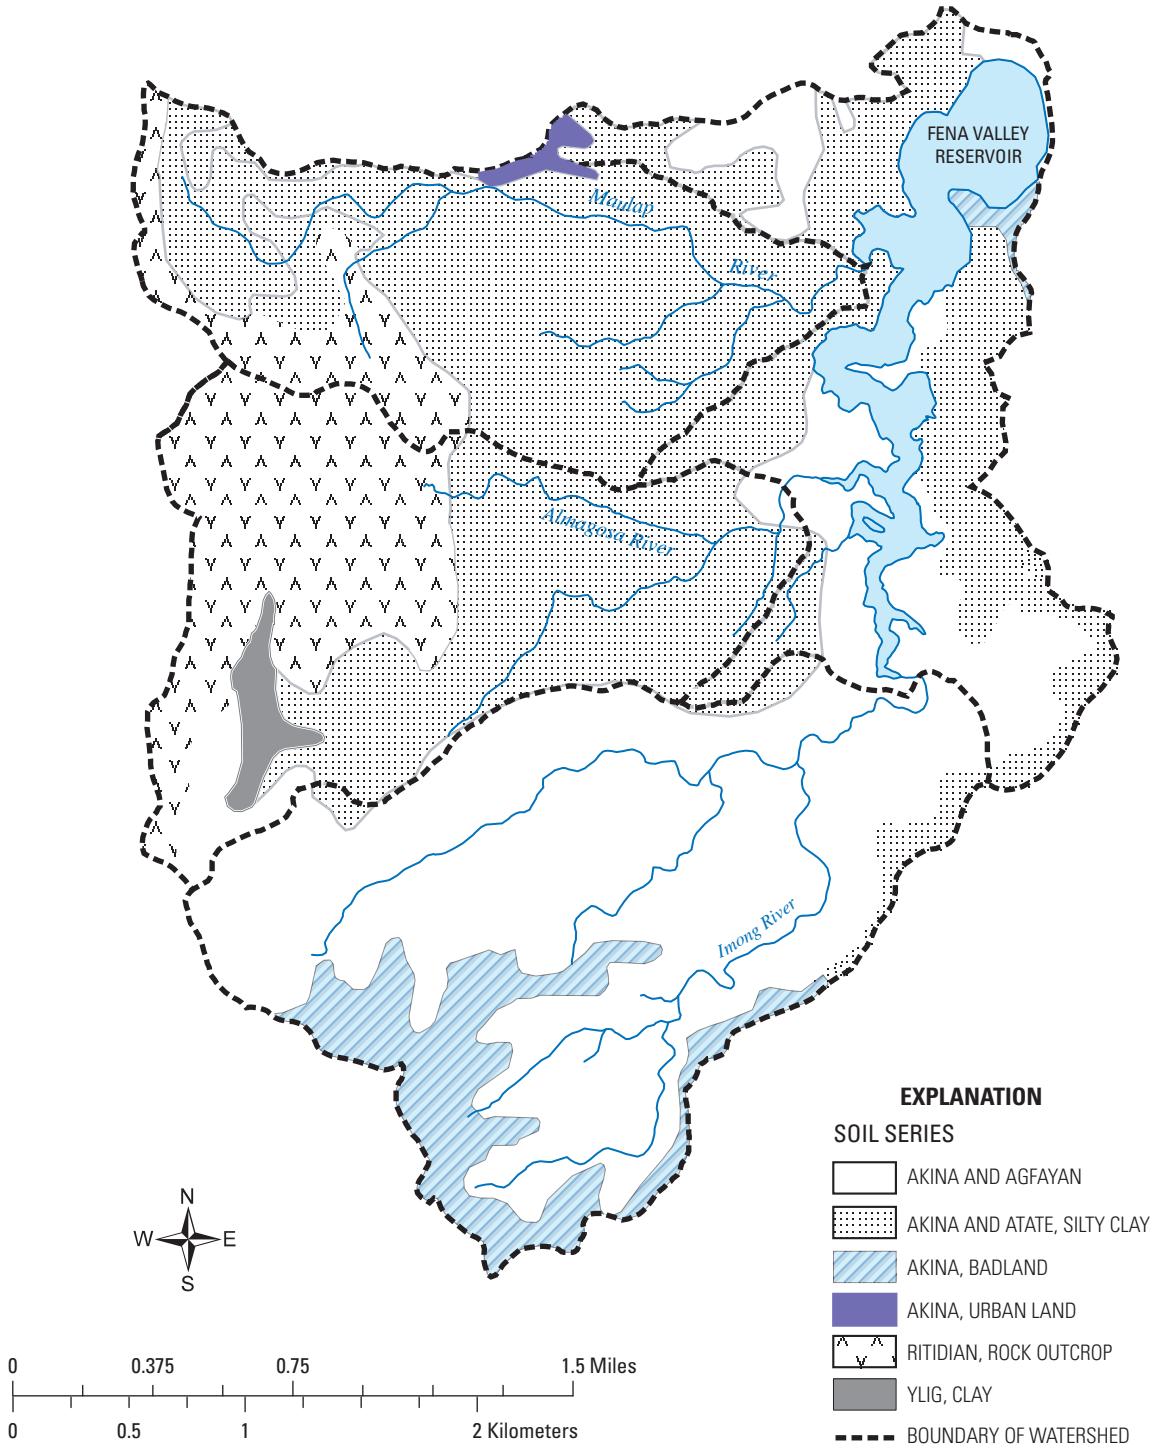 FENA VALLEY
RESERVOIR
Maulap
River
Almagosa River
Imong River
EXPLANATION
SOIL SERIES
AKINA AND AGFAYAN
AKINA AND ATATE, SILTY CLAY
AKINA, BADLAND
AKINA, URBAN LAND
RITIDIAN, ROCK OUTCROP
YLIG, CLAY
BOUNDARY OF WATERSHED
N
W E
S
0 0.375 0.75 1.5 Miles
0 0.5 1 2 Kilometers